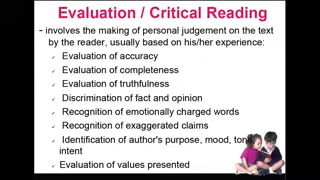 Evaluation / Critical Reading
- involves the making of personal judgement on the text
by the reader, usually based on his/her experience:
✓ Evaluation of accuracy
✓ Evaluation of completeness
✓ Evaluation of truthfulness
✓ Discrimination of fact and opinion
✓ Recognition of emotionally charged words
✓ Recognition of exaggerated claims
✓ Identification of author's purpose, mood, ton
intent
✓ Evaluation of values presented